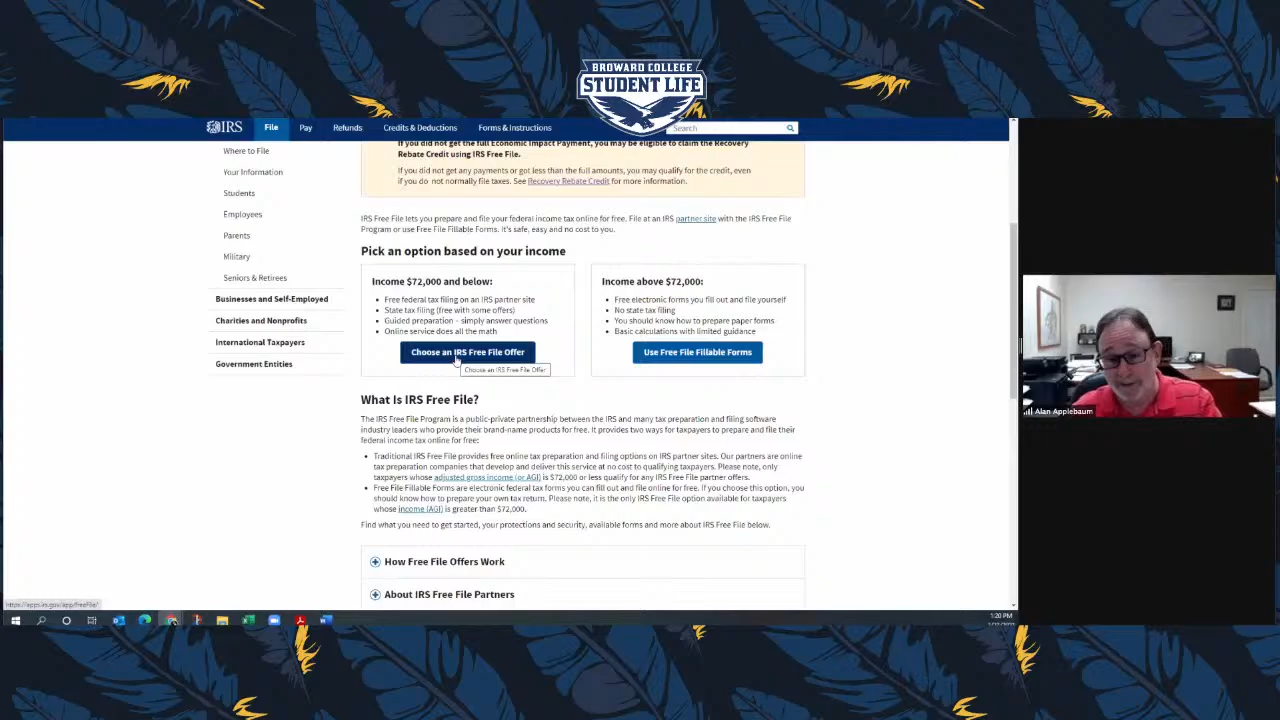 BROWARD COLLEGE
STUDENT LIFE
IRS
File
Pay
Refunds
Credits & Deductions
Forms & Instructions
Search
Where to File
Your Information
Students
Employees
Parents
Military
Seniors & Retirees
Businesses and Self-Employed
Charities and Nonprofits
International Taxpayers
Government Entities
If you did not get the full Economic Impact Payment, you may be eligible to claim the Recovery
Rebate Credit using IRS Free File.
If you did not get any payments or got less than the full amounts, you may qualify for the credit, even
if you do not normally file taxes. See Recovery Rebate Credit for more information.
IRS Free File lets you prepare and file your federal income tax online for free. File at an IRS partner site with the IRS Free File
Program or use Free File Fillable Forms. It's safe, easy and no cost to you.
Pick an option based on your income
Income $72,000 and below:
• Free federal tax filing on an IRS partner site
• State tax filing (free with some offers)
• Guided preparation – simply answer questions
• Online service does all the math
Choose an IRS Free File Offer
Choose an IRS Free File Offer
Income above $72,000:
• Free electronic forms you fill out and file yourself
• No state tax filing
• You should know how to prepare paper forms
• Basic calculations with limited guidance
Use Free File Fillable Forms
What Is IRS Free File?
The IRS Free File Program is a public-private partnership between the IRS and many tax preparation and filing software
industry leaders who provide their brand-name products for free. It provides two ways for taxpayers to prepare and file their
federal income tax online for free:
• Traditional IRS Free File provides free online tax preparation and filing options on IRS partner sites. Our partners are online
tax preparation companies that develop and deliver this service at no cost to qualifying taxpayers. Please note, only
taxpayers whose adjusted gross income (or AGI) is $72,000 or less qualify for any IRS Free File partner offers.
• Free File Fillable Forms are electronic federal tax forms you can fill out and file online for free. If you choose this option, you
should know how to prepare your own tax return. Please note, it is the only IRS Free File option available for taxpayers
whose income (AGI) is greater than $72,000.
Find what you need to get started, your protections and security, available forms and more about IRS Free File below.
How Free File Offers Work
About IRS Free File Partners
https://apps.irs.gov/app/freeFile/
1:20 PM
Alan Applebaum